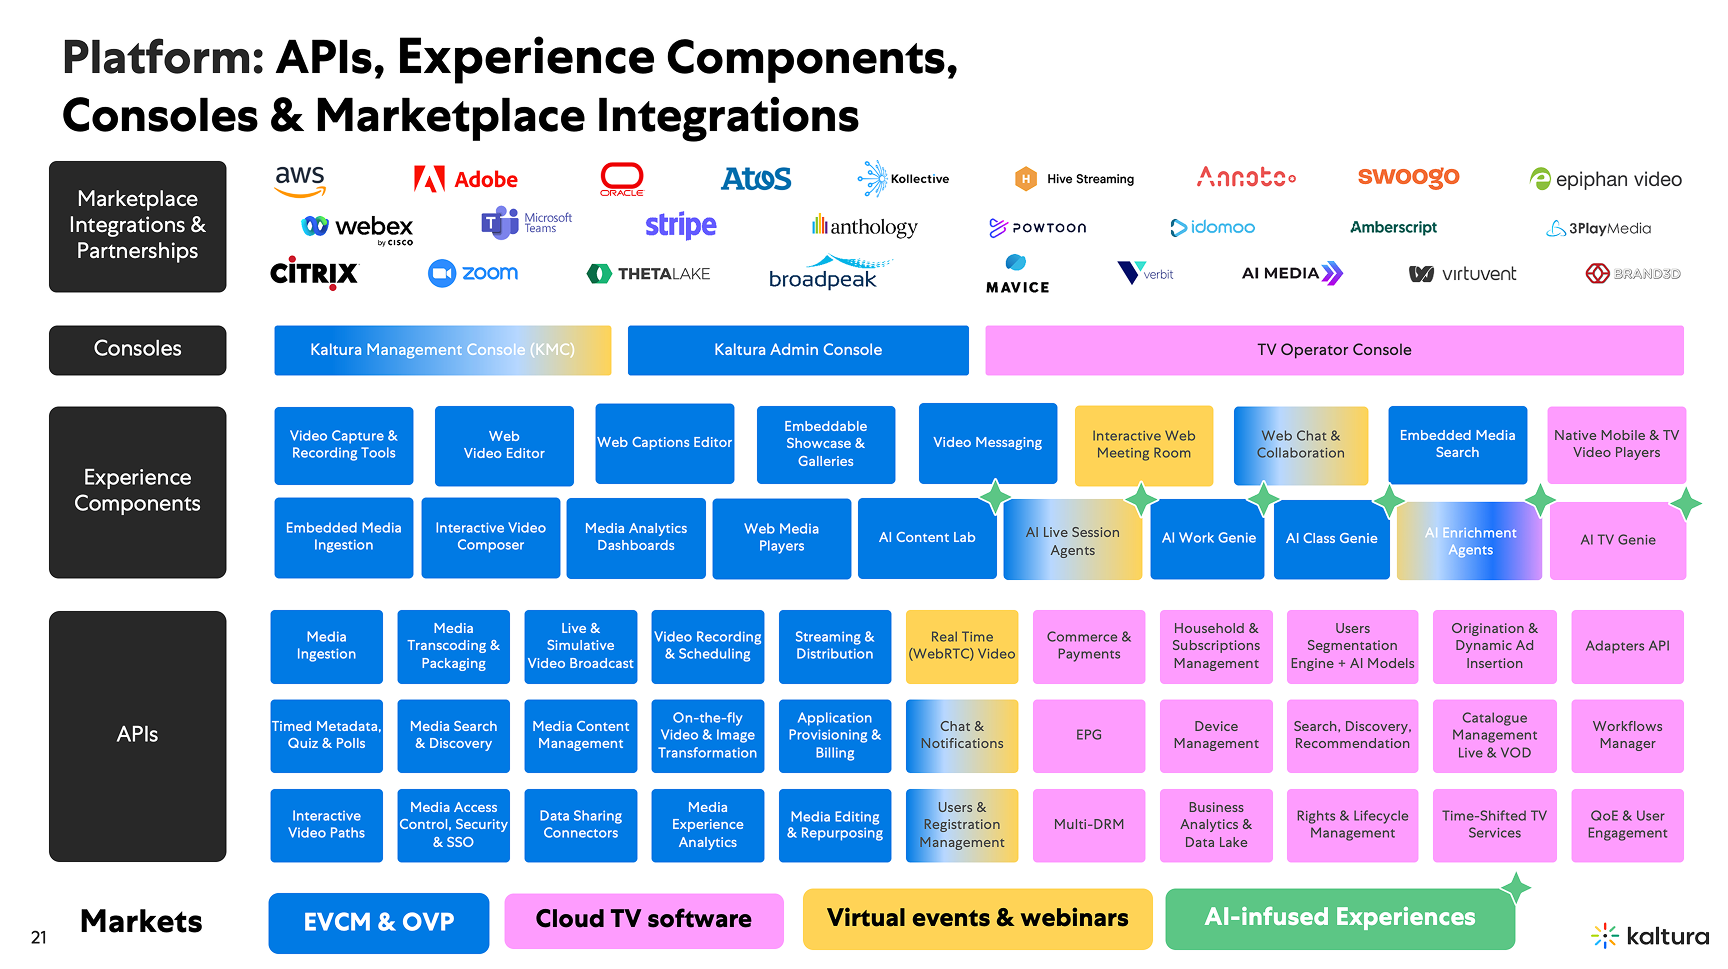 Platform: APIs, Experience Components,
Consoles & Marketplace Integrations
Marketplace
Integrations &
Partnerships
aws
Adobe
ORACLE
Atos
Kollective
H
Hive Streaming
Annoto
swoogo
epiphan video
webex
by CISCO
T
Microsoft
Teams
stripe
anthology
POWTOON
idomoo
Amberscript
3PlayMedia
CITRIX
zoom
THETALAKE
broadpeak
MAVICE
verbit
AI MEDIA
VIRTUVENT
BRAND3D
Consoles
Kaltura Management Console (KMC)
Kaltura Admin Console
TV Operator Console
Experience
Components
Video Capture &
Recording Tools
Web
Video Editor
Web Captions Editor
Embeddable
Showcase &
Galleries
Video Messaging
Interactive Web
Meeting Room
Web Chat &
Collaboration
Embedded Media
Search
Native Mobile & TV
Video Players
Embedded Media
Ingestion
Interactive Video
Composer
Media Analytics
Dashboards
Web Media
Players
AI Content Lab
AI Live Session
Agents
AI Work Genie
AI Class Genie
AI Enrichment
Agents
AI TV Genie
APIs
Media
Ingestion
Media
Transcoding &
Packaging
Live &
Simulative
Video Broadcast
Video Recording
& Scheduling
Streaming &
Distribution
Real Time
(WebRTC) Video
Commerce &
Payments
Household &
Subscriptions
Management
Users
Segmentation
Engine + AI Models
Origination &
Dynamic Ad
Insertion
Adapters API
Timed Metadata,
Quiz & Polls
Media Search
& Discovery
Media Content
Management
On-the-fly
Video & Image
Transformation
Application
Provisioning &
Billing
Chat &
Notifications
EPG
Device
Management
Search, Discovery,
Recommendation
Catalogue
Management
Live & VOD
Workflows
Manager
Interactive
Video Paths
Media Access
Control, Security
& SSO
Data Sharing
Connectors
Media
Experience
Analytics
Media Editing
& Repurposing
Users &
Registration
Management
Multi-DRM
Business
Analytics &
Data Lake
Rights & Lifecycle
Management
Time-Shifted TV
Services
QoE & User
Engagement
Markets
EVCM & OVP
Cloud TV software
Virtual events & webinars
AI-infused Experiences
21
kaltura